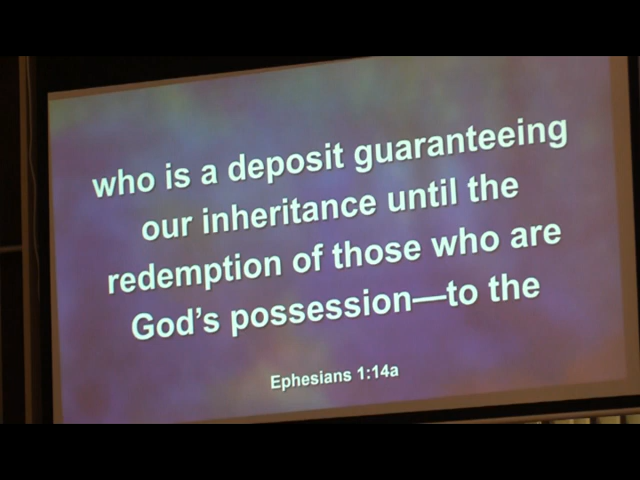 who is a deposit guaranteeing
our inheritance until the
redemption of those who are
God’s possession—to the
Ephesians 1:14a